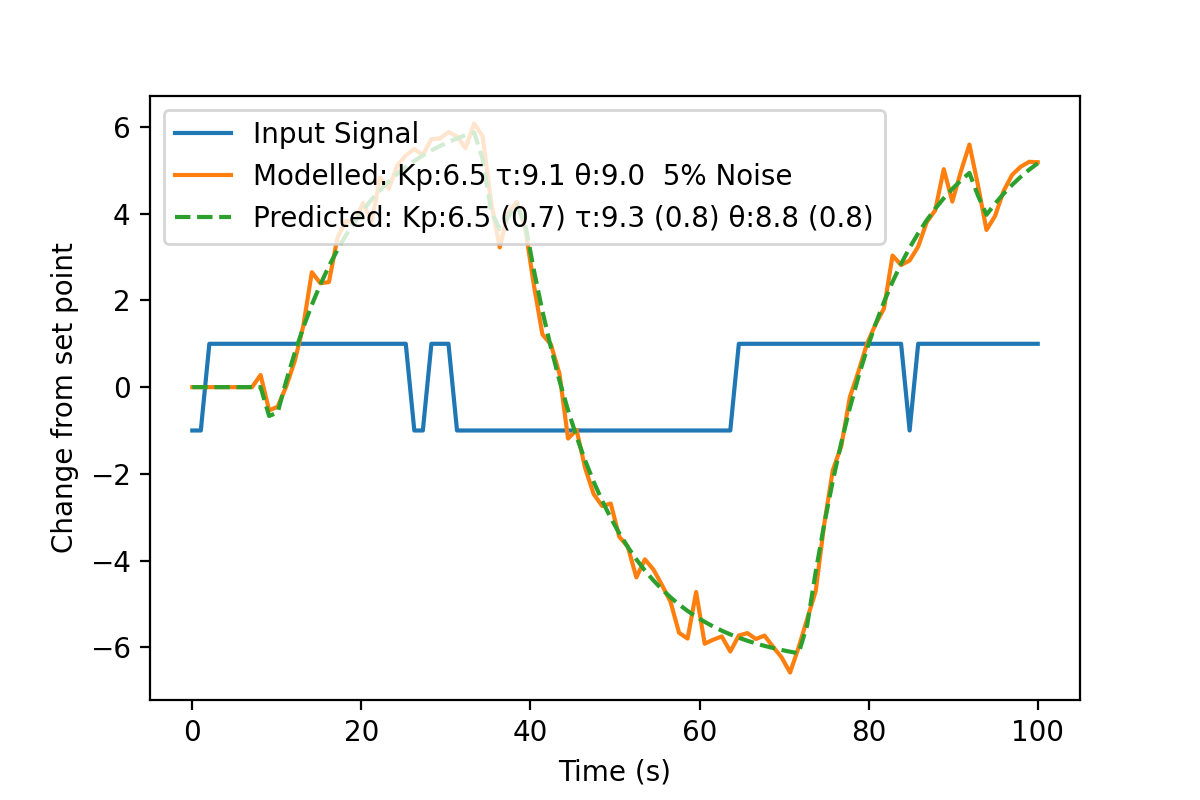 Input Signal
Modelled: Kp:6.5 τ:9.1 θ:9.0  5% Noise
Predicted: Kp:6.5 (0.7) τ:9.3 (0.8) θ:8.8 (0.8)
Change from set point
6
4
2
0
−2
−4
−6
0 20 40 60 80 100
Time (s)